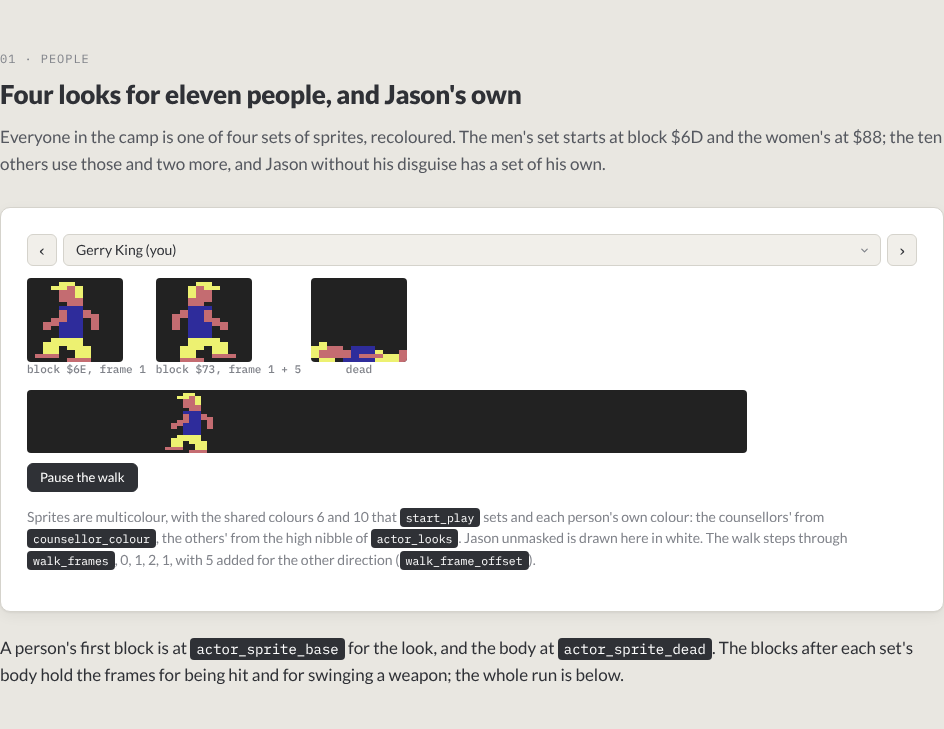 01 · PEOPLE
Four looks for eleven people, and Jason's own
Everyone in the camp is one of four sets of sprites, recoloured. The men's set starts at block $6D and the women's at $88; the ten
others use those and two more, and Jason without his disguise has a set of his own.
‹ Gerry King (you) ›
block $6E, frame 1 block $73, frame 1 + 5 dead
Pause the walk
Sprites are multicolour, with the shared colours 6 and 10 that start_play sets and each person's own colour: the counsellors' from
counsellor_colour, the others' from the high nibble of actor_looks. Jason unmasked is drawn here in white. The walk steps through
walk_frames, 0, 1, 2, 1, with 5 added for the other direction (walk_frame_offset).
A person's first block is at actor_sprite_base for the look, and the body at actor_sprite_dead. The blocks after each set's
body hold the frames for being hit and for swinging a weapon; the whole run is below.